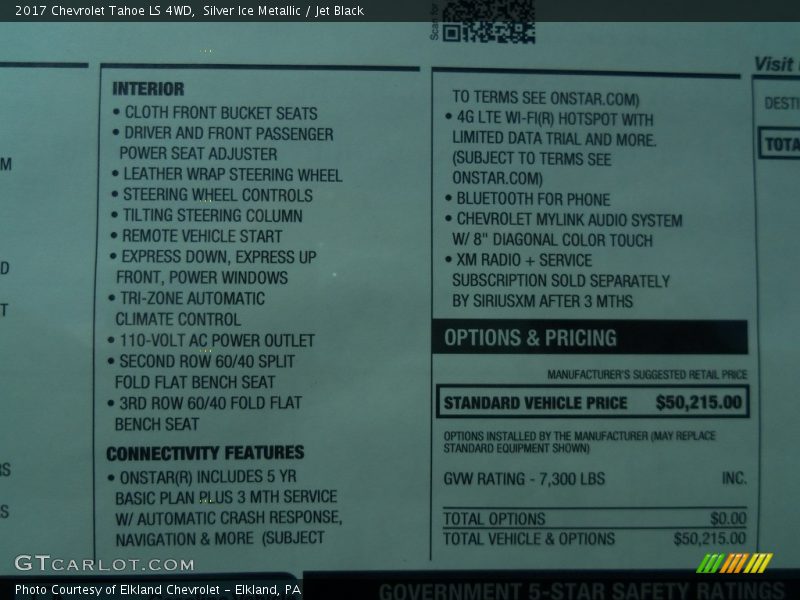 2017 Chevrolet Tahoe LS 4WD,  Silver Ice Metallic / Jet Black
Scan for
INTERIOR
• CLOTH FRONT BUCKET SEATS
• DRIVER AND FRONT PASSENGER
POWER SEAT ADJUSTER
• LEATHER WRAP STEERING WHEEL
• STEERING WHEEL CONTROLS
• TILTING STEERING COLUMN
• REMOTE VEHICLE START
• EXPRESS DOWN, EXPRESS UP
FRONT, POWER WINDOWS
• TRI-ZONE AUTOMATIC
CLIMATE CONTROL
• 110-VOLT AC POWER OUTLET
• SECOND ROW 60/40 SPLIT
FOLD FLAT BENCH SEAT
• 3RD ROW 60/40 FOLD FLAT
BENCH SEAT
CONNECTIVITY FEATURES
• ONSTAR(R) INCLUDES 5 YR
BASIC PLAN PLUS 3 MTH SERVICE
W/ AUTOMATIC CRASH RESPONSE,
NAVIGATION & MORE (SUBJECT
TO TERMS SEE ONSTAR.COM)
• 4G LTE WI-FI(R) HOTSPOT WITH
LIMITED DATA TRIAL AND MORE.
(SUBJECT TO TERMS SEE
ONSTAR.COM)
• BLUETOOTH FOR PHONE
• CHEVROLET MYLINK AUDIO SYSTEM
W/ 8" DIAGONAL COLOR TOUCH
• XM RADIO + SERVICE
SUBSCRIPTION SOLD SEPARATELY
BY SIRIUSXM AFTER 3 MTHS
OPTIONS & PRICING
MANUFACTURER'S SUGGESTED RETAIL PRICE
STANDARD VEHICLE PRICE $50,215.00
OPTIONS INSTALLED BY THE MANUFACTURER (MAY REPLACE
STANDARD EQUIPMENT SHOWN)
GVW RATING - 7,300 LBS INC.
TOTAL OPTIONS $0.00
TOTAL VEHICLE & OPTIONS $50,215.00
Visit
DESTI
TOTA
M
D
T
RS
S
GTCARLOT.COM
Photo Courtesy of Elkland Chevrolet – Elkland, PA
GOVERNMENT 5-STAR SAFETY RATINGS